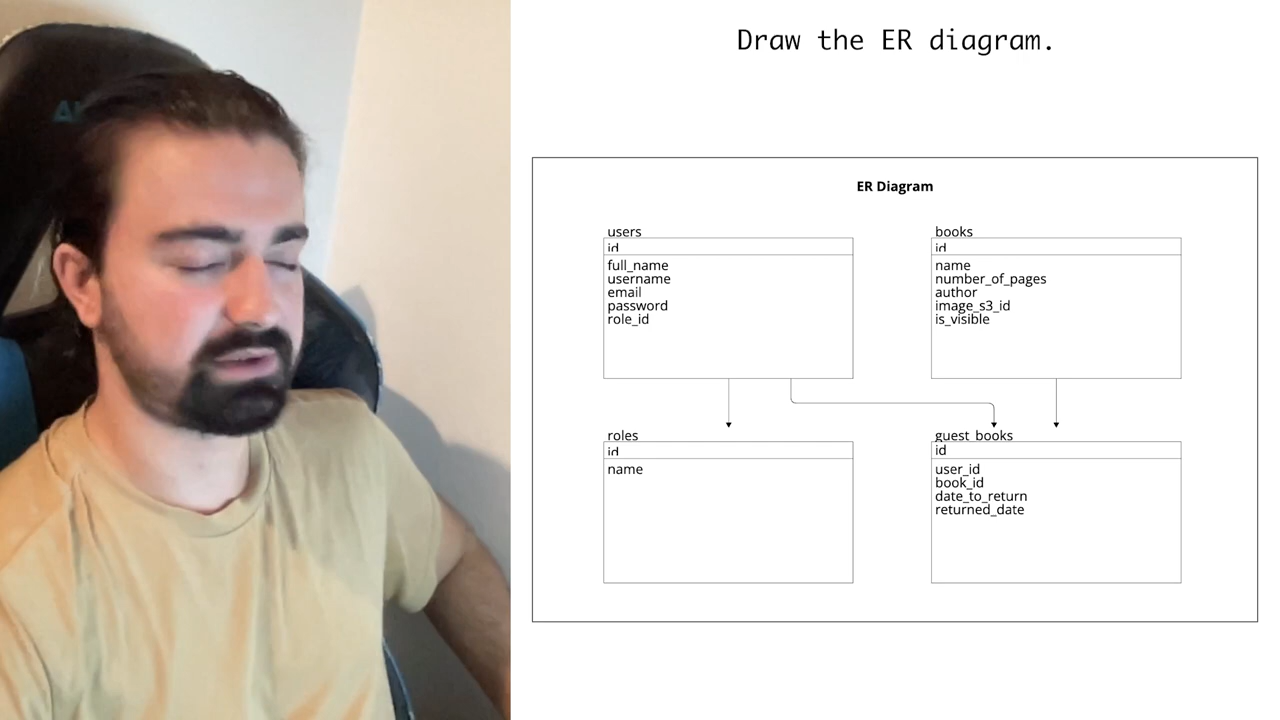 Draw the ER diagram.
ER Diagram
users
id
full_name
username
email
password
role_id
books
id
name
number_of_pages
author
image_s3_id
is_visible
roles
id
name
guest_books
id
user_id
book_id
date_to_return
returned_date